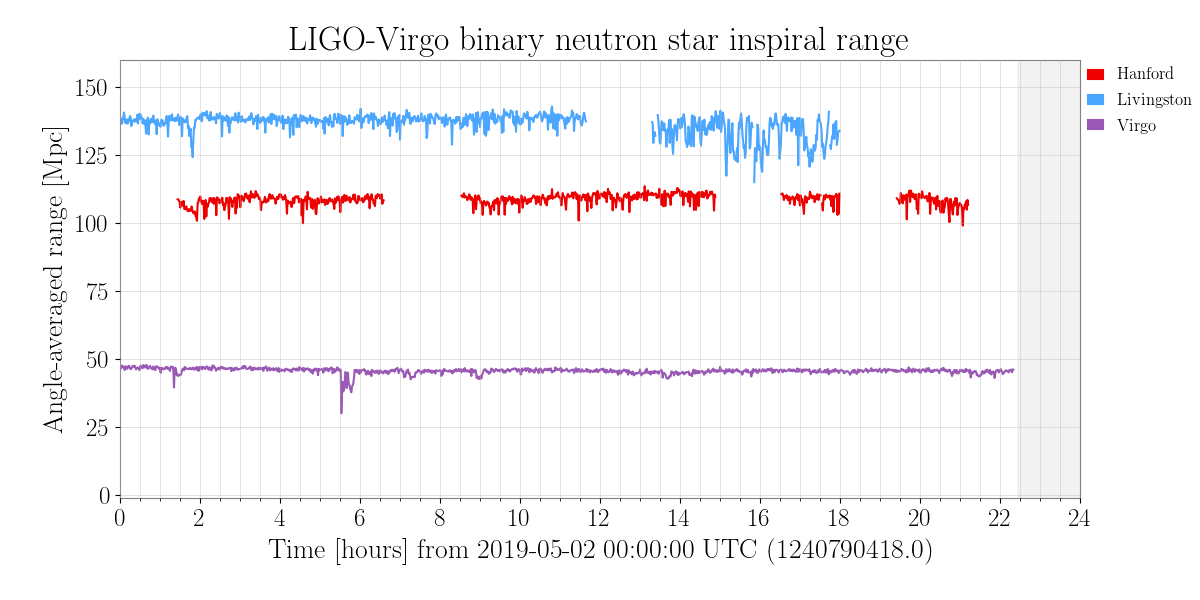 LIGO-Virgo binary neutron star inspiral range
Angle-averaged range [Mpc]
150
125
100
75
50
25
0
0 2 4 6 8 10 12 14 16 18 20 22 24
Time [hours] from 2019-05-02 00:00:00 UTC (1240790418.0)
Hanford
Livingston
Virgo